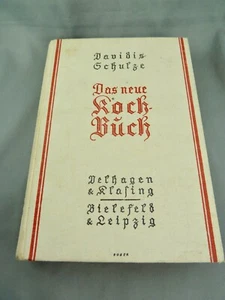 Davidis
Schulze
Das neue
Koch
Buch
Velhagen
& Klasing
Bielefeld
& Leipzig